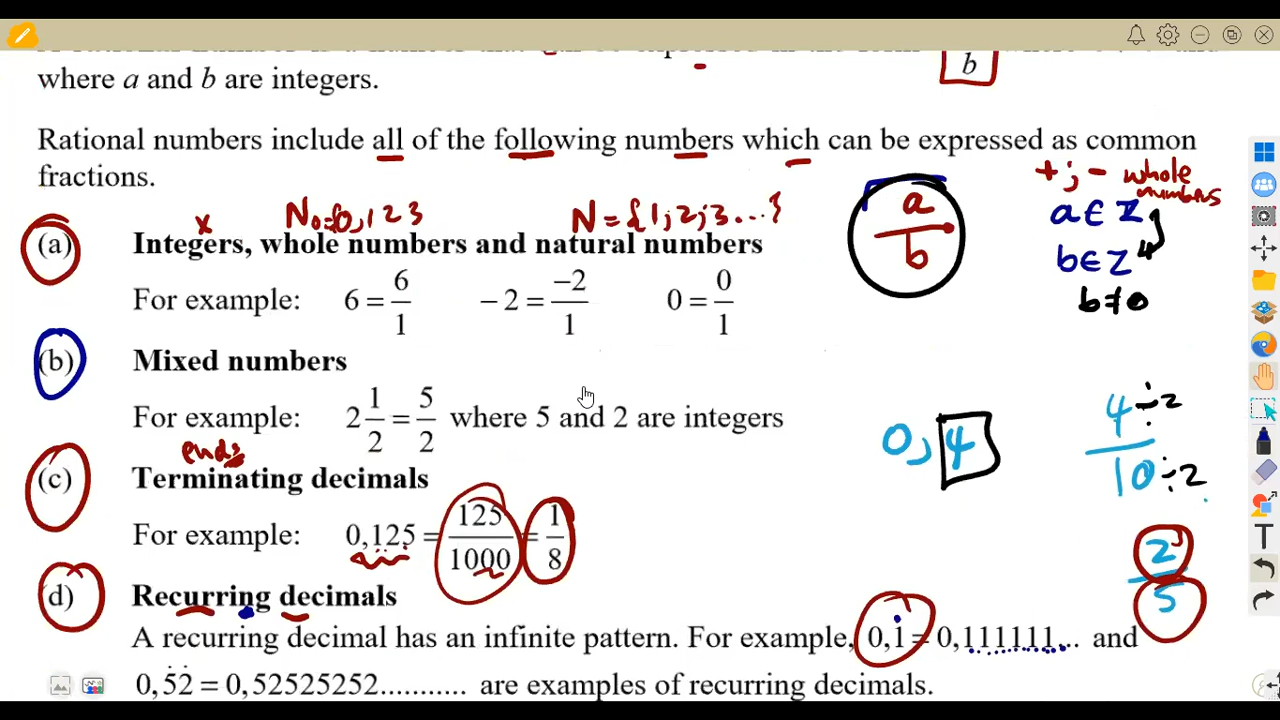 b
where a and b are integers.
Rational numbers include all of the following numbers which can be expressed as common
fractions.
+ ; - whole
numbers
x N₀={0,1 2 3 N={1;2;3...}
a
b
a ∈ Z
b ∈ Z
b ≠ 0
(a) Integers, whole numbers and natural numbers
For example: 6 = 6/1 −2 = −2/1 0 = 0/1
(b) Mixed numbers
For example: 2 1/2 = 5/2 where 5 and 2 are integers
0,4
4 ÷2
10 ÷2
ends
(c) Terminating decimals
For example: 0,125 = 125/1000 = 1/8
2
5
(d) Recurring decimals
A recurring decimal has an infinite pattern. For example, 0,1̇ = 0,111111... and
0,5̇2̇ = 0,52525252........... are examples of recurring decimals.